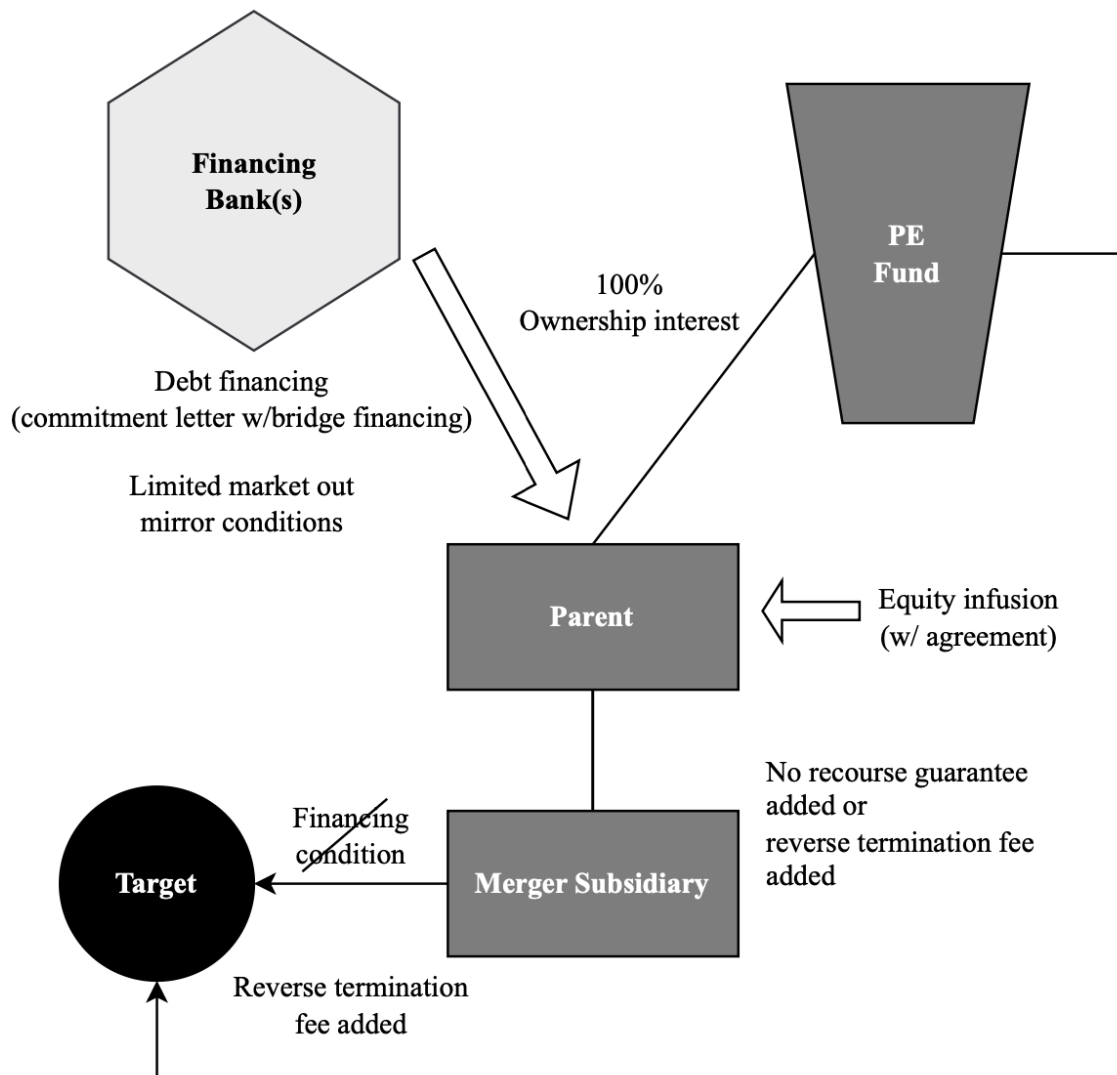 Financing
Bank(s)
PE
Fund
100%
Ownership interest
Debt financing
(commitment letter w/bridge financing)
Limited market out
mirror conditions
Parent
Equity infusion
(w/ agreement)
No recourse guarantee
added or
reverse termination fee
added
Financing
condition
Target
Merger Subsidiary
Reverse termination
fee added